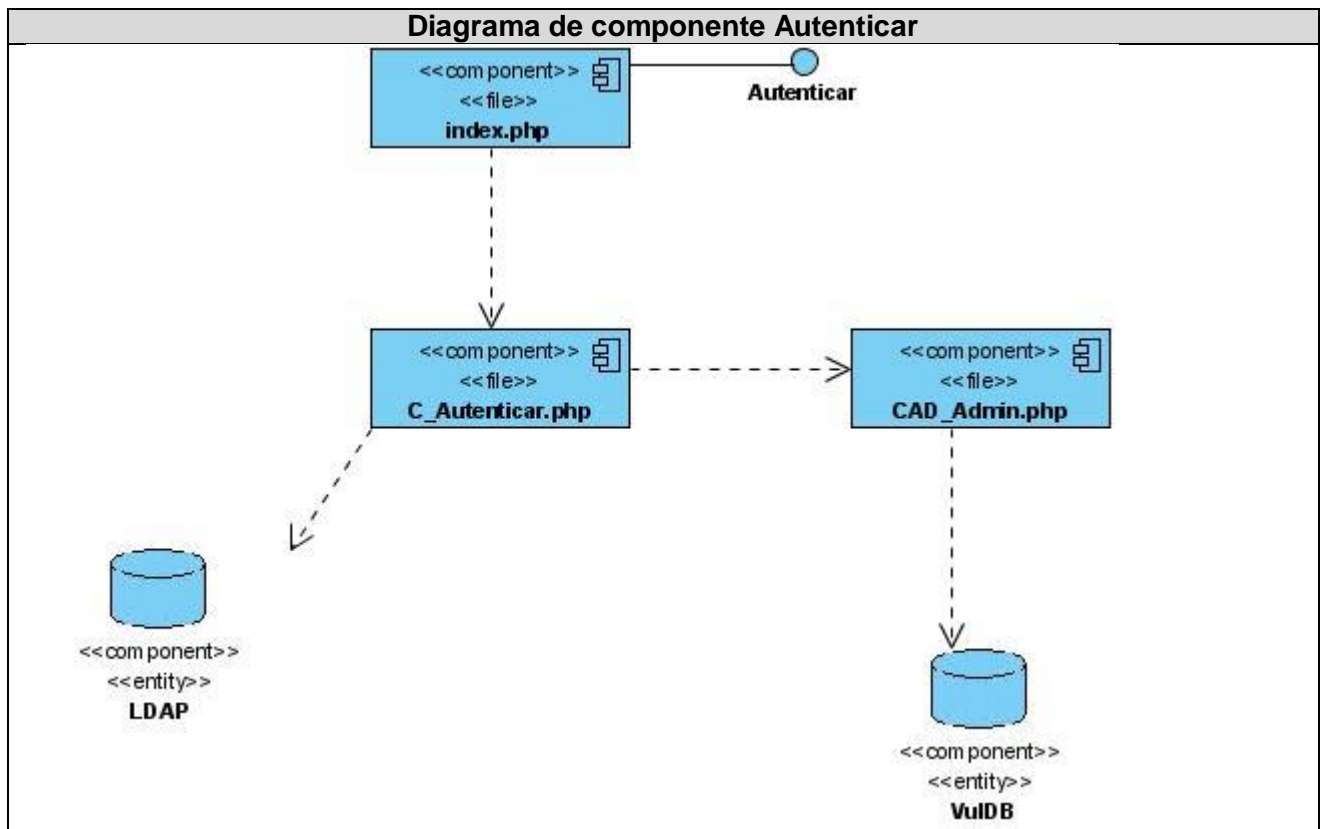 Diagrama de componente Autenticar
<<component>>
<<file>>
index.php
Autenticar
<<component>>
<<file>>
C_Autenticar.php
<<component>>
<<file>>
CAD_Admin.php
<<component>>
<<entity>>
LDAP
<<component>>
<<entity>>
VulDB